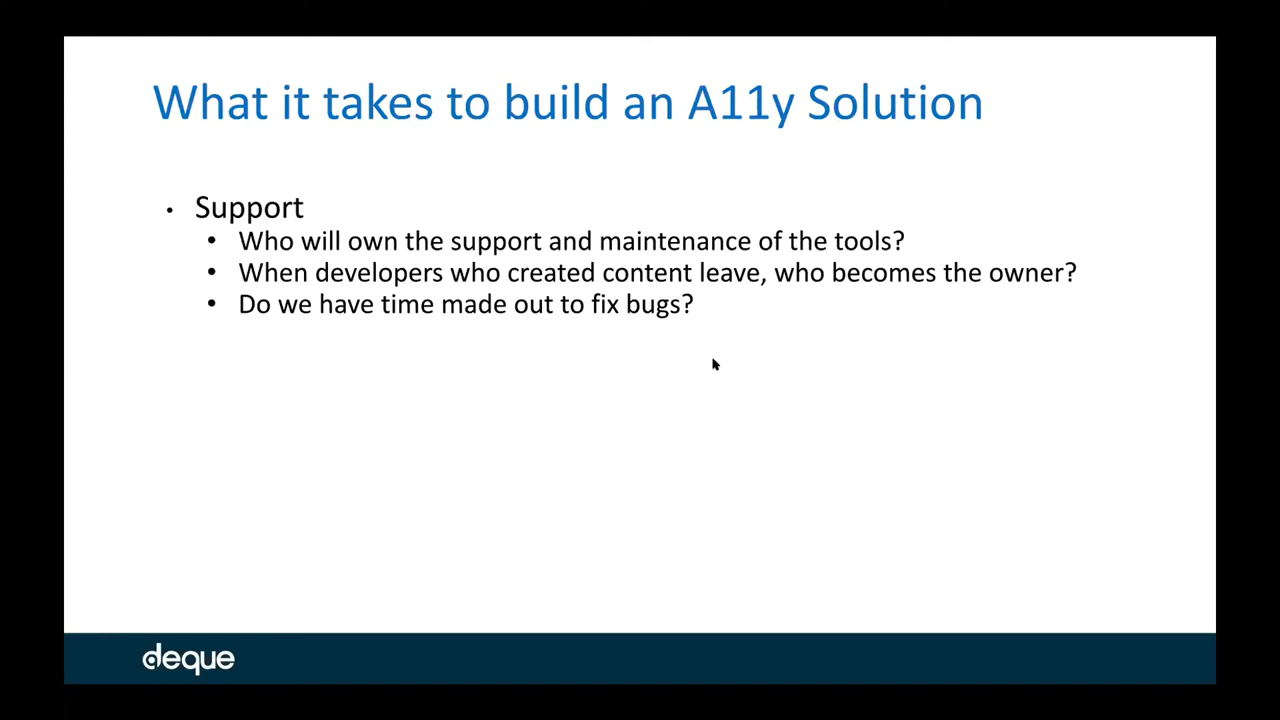 What it takes to build an A11y Solution
• Support
• Who will own the support and maintenance of the tools?
• When developers who created content leave, who becomes the owner?
• Do we have time made out to fix bugs?
deque